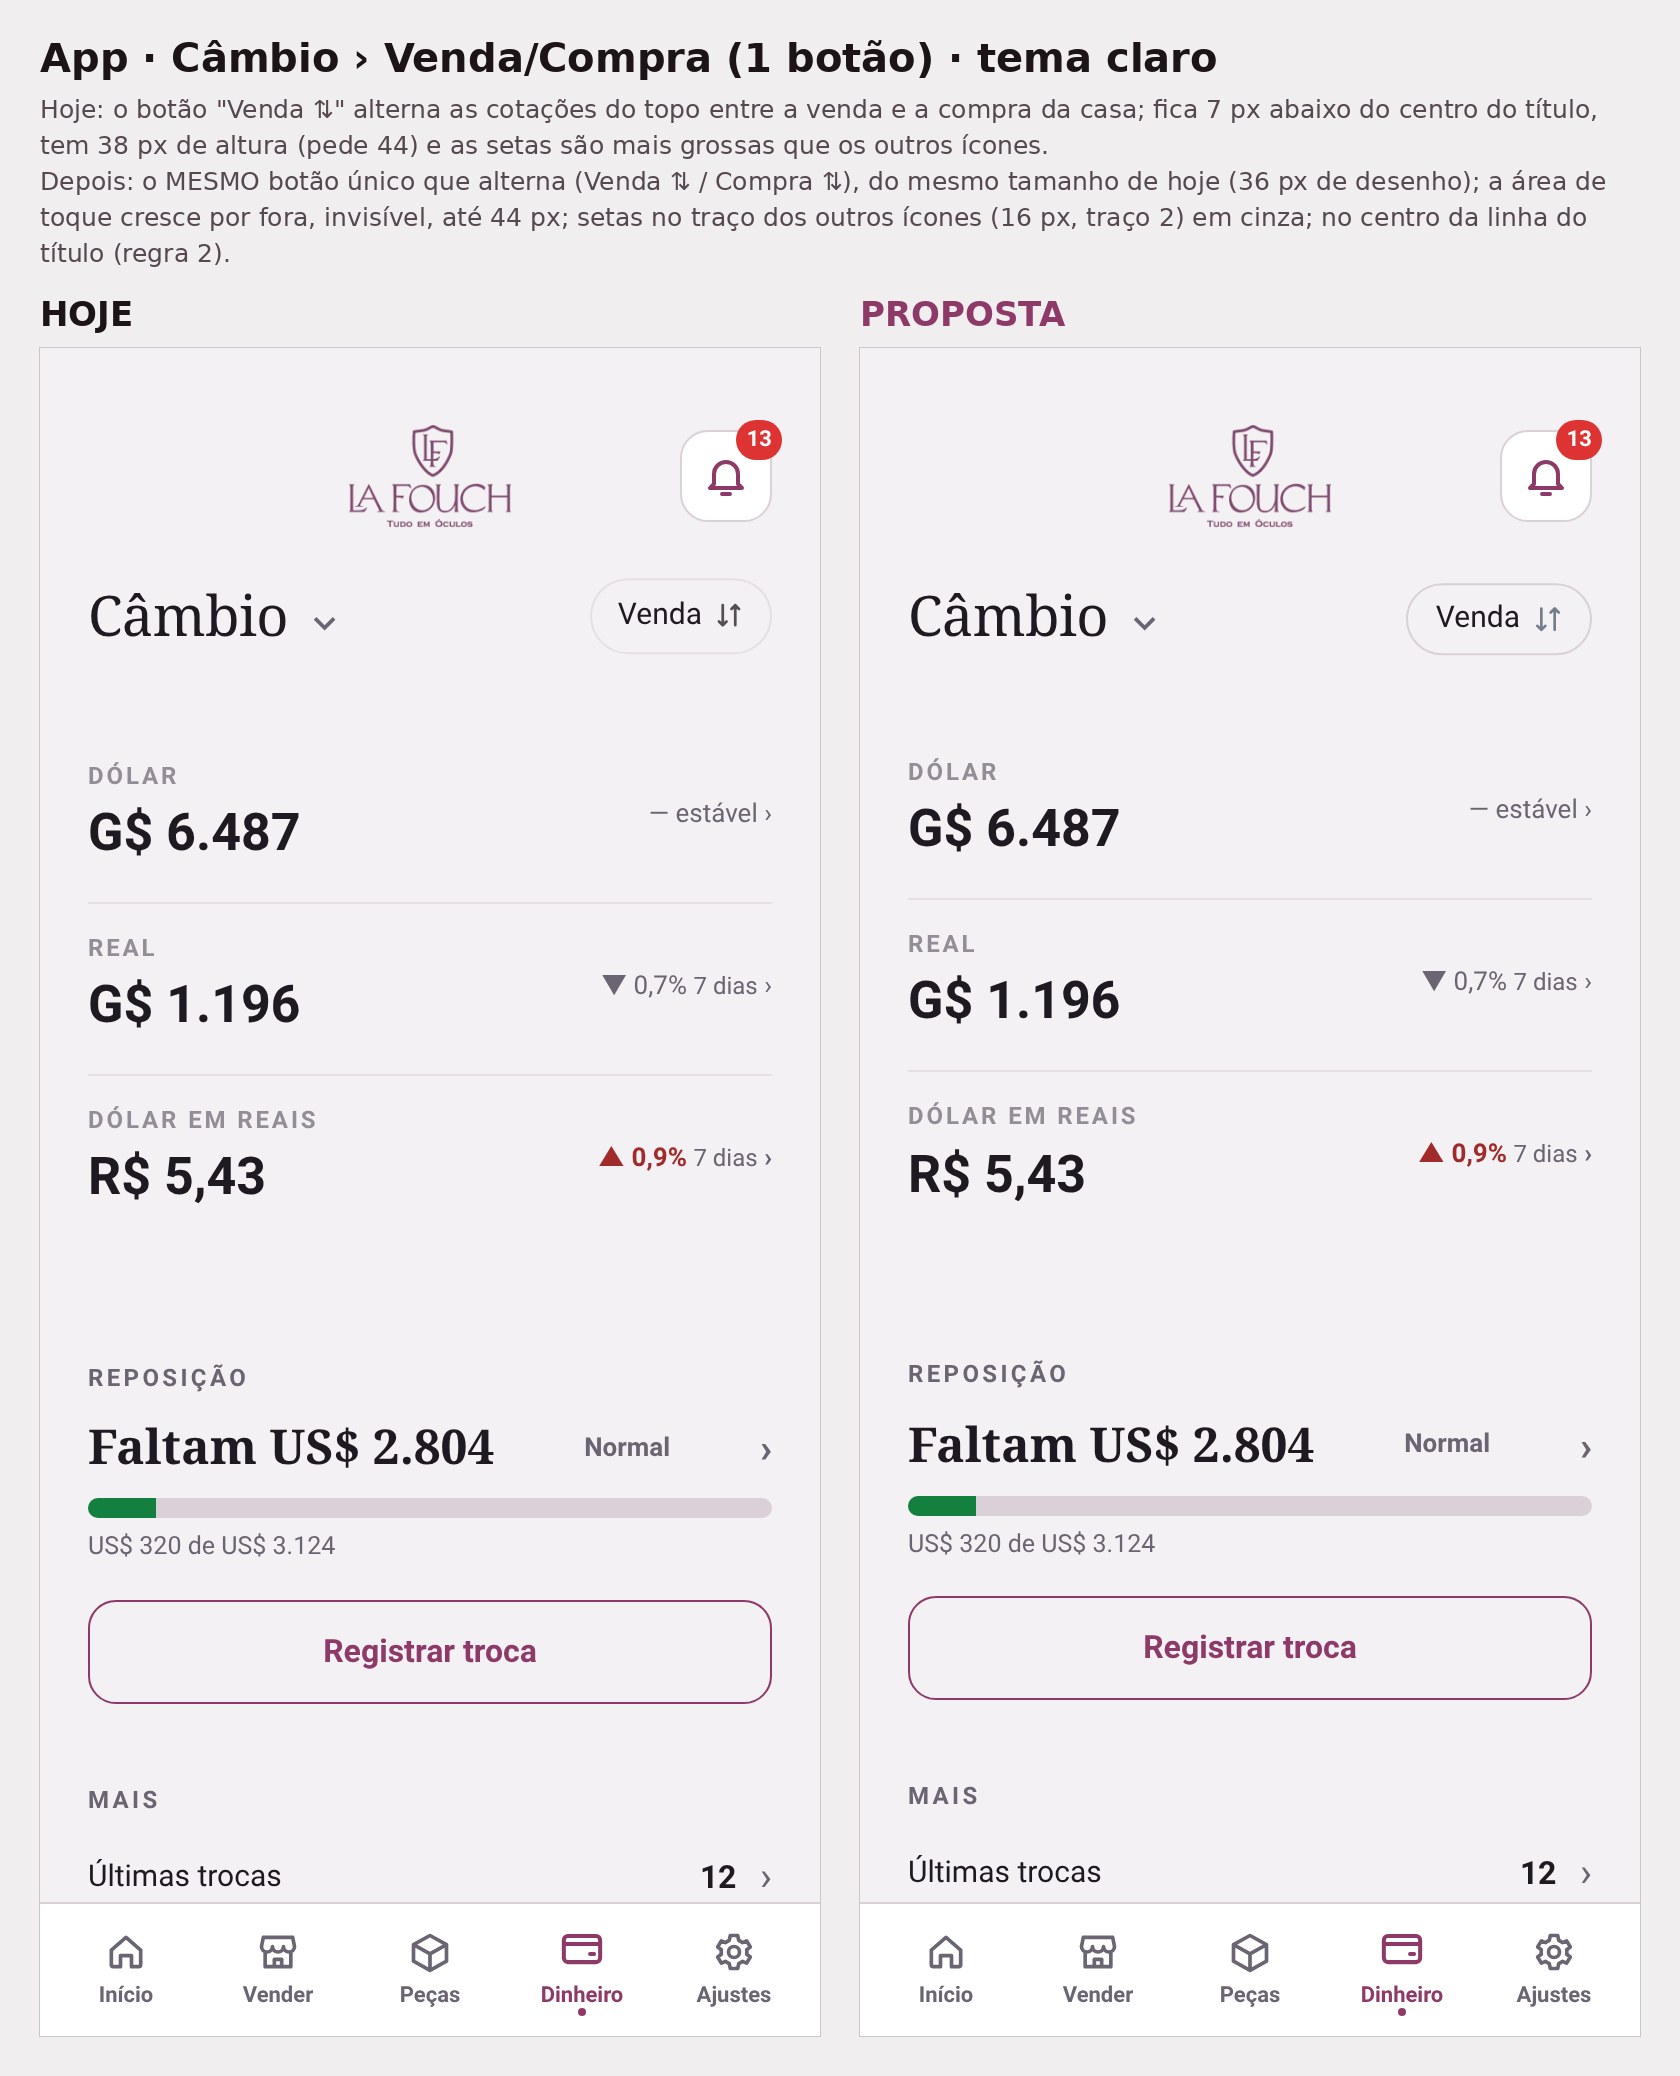 App · Câmbio › Venda/Compra (1 botão) · tema claro
Hoje: o botão "Venda ⇅" alterna as cotações do topo entre a venda e a compra da casa; fica 7 px abaixo do centro do título,
tem 38 px de altura (pede 44) e as setas são mais grossas que os outros ícones.
Depois: o MESMO botão único que alterna (Venda ⇅ / Compra ⇅), do mesmo tamanho de hoje (36 px de desenho); a área de
toque cresce por fora, invisível, até 44 px; setas no traço dos outros ícones (16 px, traço 2) em cinza; no centro da linha do
título (regra 2).
HOJE
LF
LA FOUCH
TUDO EM ÓCULOS
13
Câmbio
Venda
DÓLAR
G$ 6.487
— estável ›
REAL
G$ 1.196
▼ 0,7% 7 dias ›
DÓLAR EM REAIS
R$ 5,43
▲ 0,9% 7 dias ›
REPOSIÇÃO
Faltam US$ 2.804
Normal ›
US$ 320 de US$ 3.124
Registrar troca
MAIS
Últimas trocas
12 ›
Início
Vender
Peças
Dinheiro
Ajustes
PROPOSTA
LF
LA FOUCH
TUDO EM ÓCULOS
13
Câmbio
Venda
DÓLAR
G$ 6.487
— estável ›
REAL
G$ 1.196
▼ 0,7% 7 dias ›
DÓLAR EM REAIS
R$ 5,43
▲ 0,9% 7 dias ›
REPOSIÇÃO
Faltam US$ 2.804
Normal ›
US$ 320 de US$ 3.124
Registrar troca
MAIS
Últimas trocas
12 ›
Início
Vender
Peças
Dinheiro
Ajustes